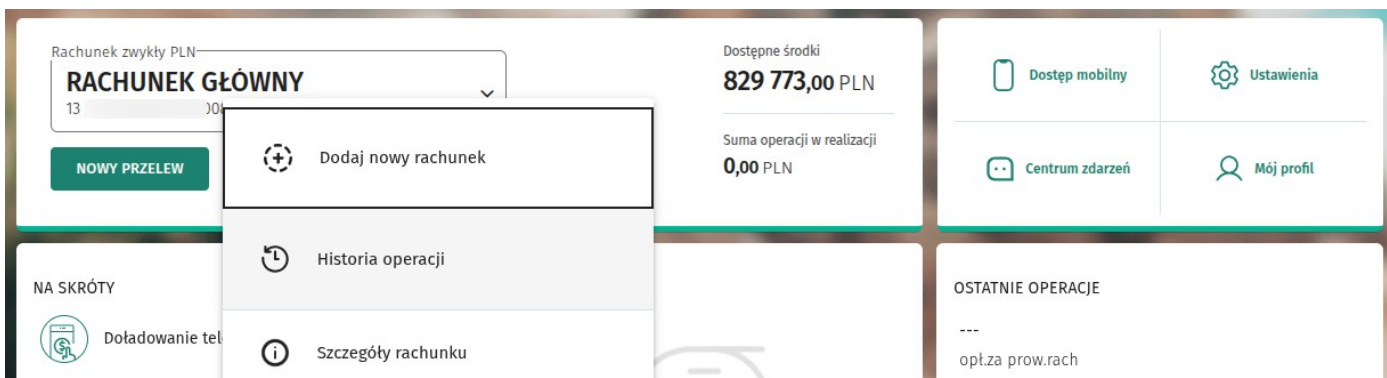 Rachunek zwykły PLN
RACHUNEK GŁÓWNY
13
Dostępne środki
829 773,00 PLN
Suma operacji w realizacji
0,00 PLN
NOWY PRZELEW
Dodaj nowy rachunek
Historia operacji
Szczegóły rachunku
Dostęp mobilny
Ustawienia
Centrum zdarzeń
Mój profil
NA SKRÓTY
Doładowanie
OSTATNIE OPERACJE
---
opł.za prow.rach